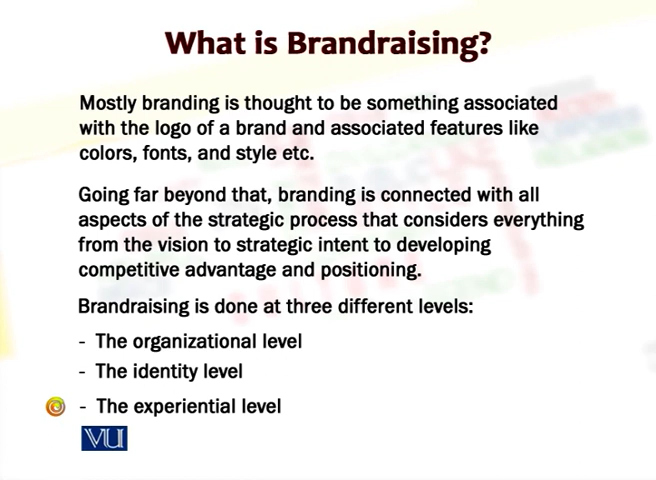 What is Brandraising?
Mostly branding is thought to be something associated
with the logo of a brand and associated features like
colors, fonts, and style etc.
Going far beyond that, branding is connected with all
aspects of the strategic process that considers everything
from the vision to strategic intent to developing
competitive advantage and positioning.
Brandraising is done at three different levels:
- The organizational level
- The identity level
- The experiential level
VU